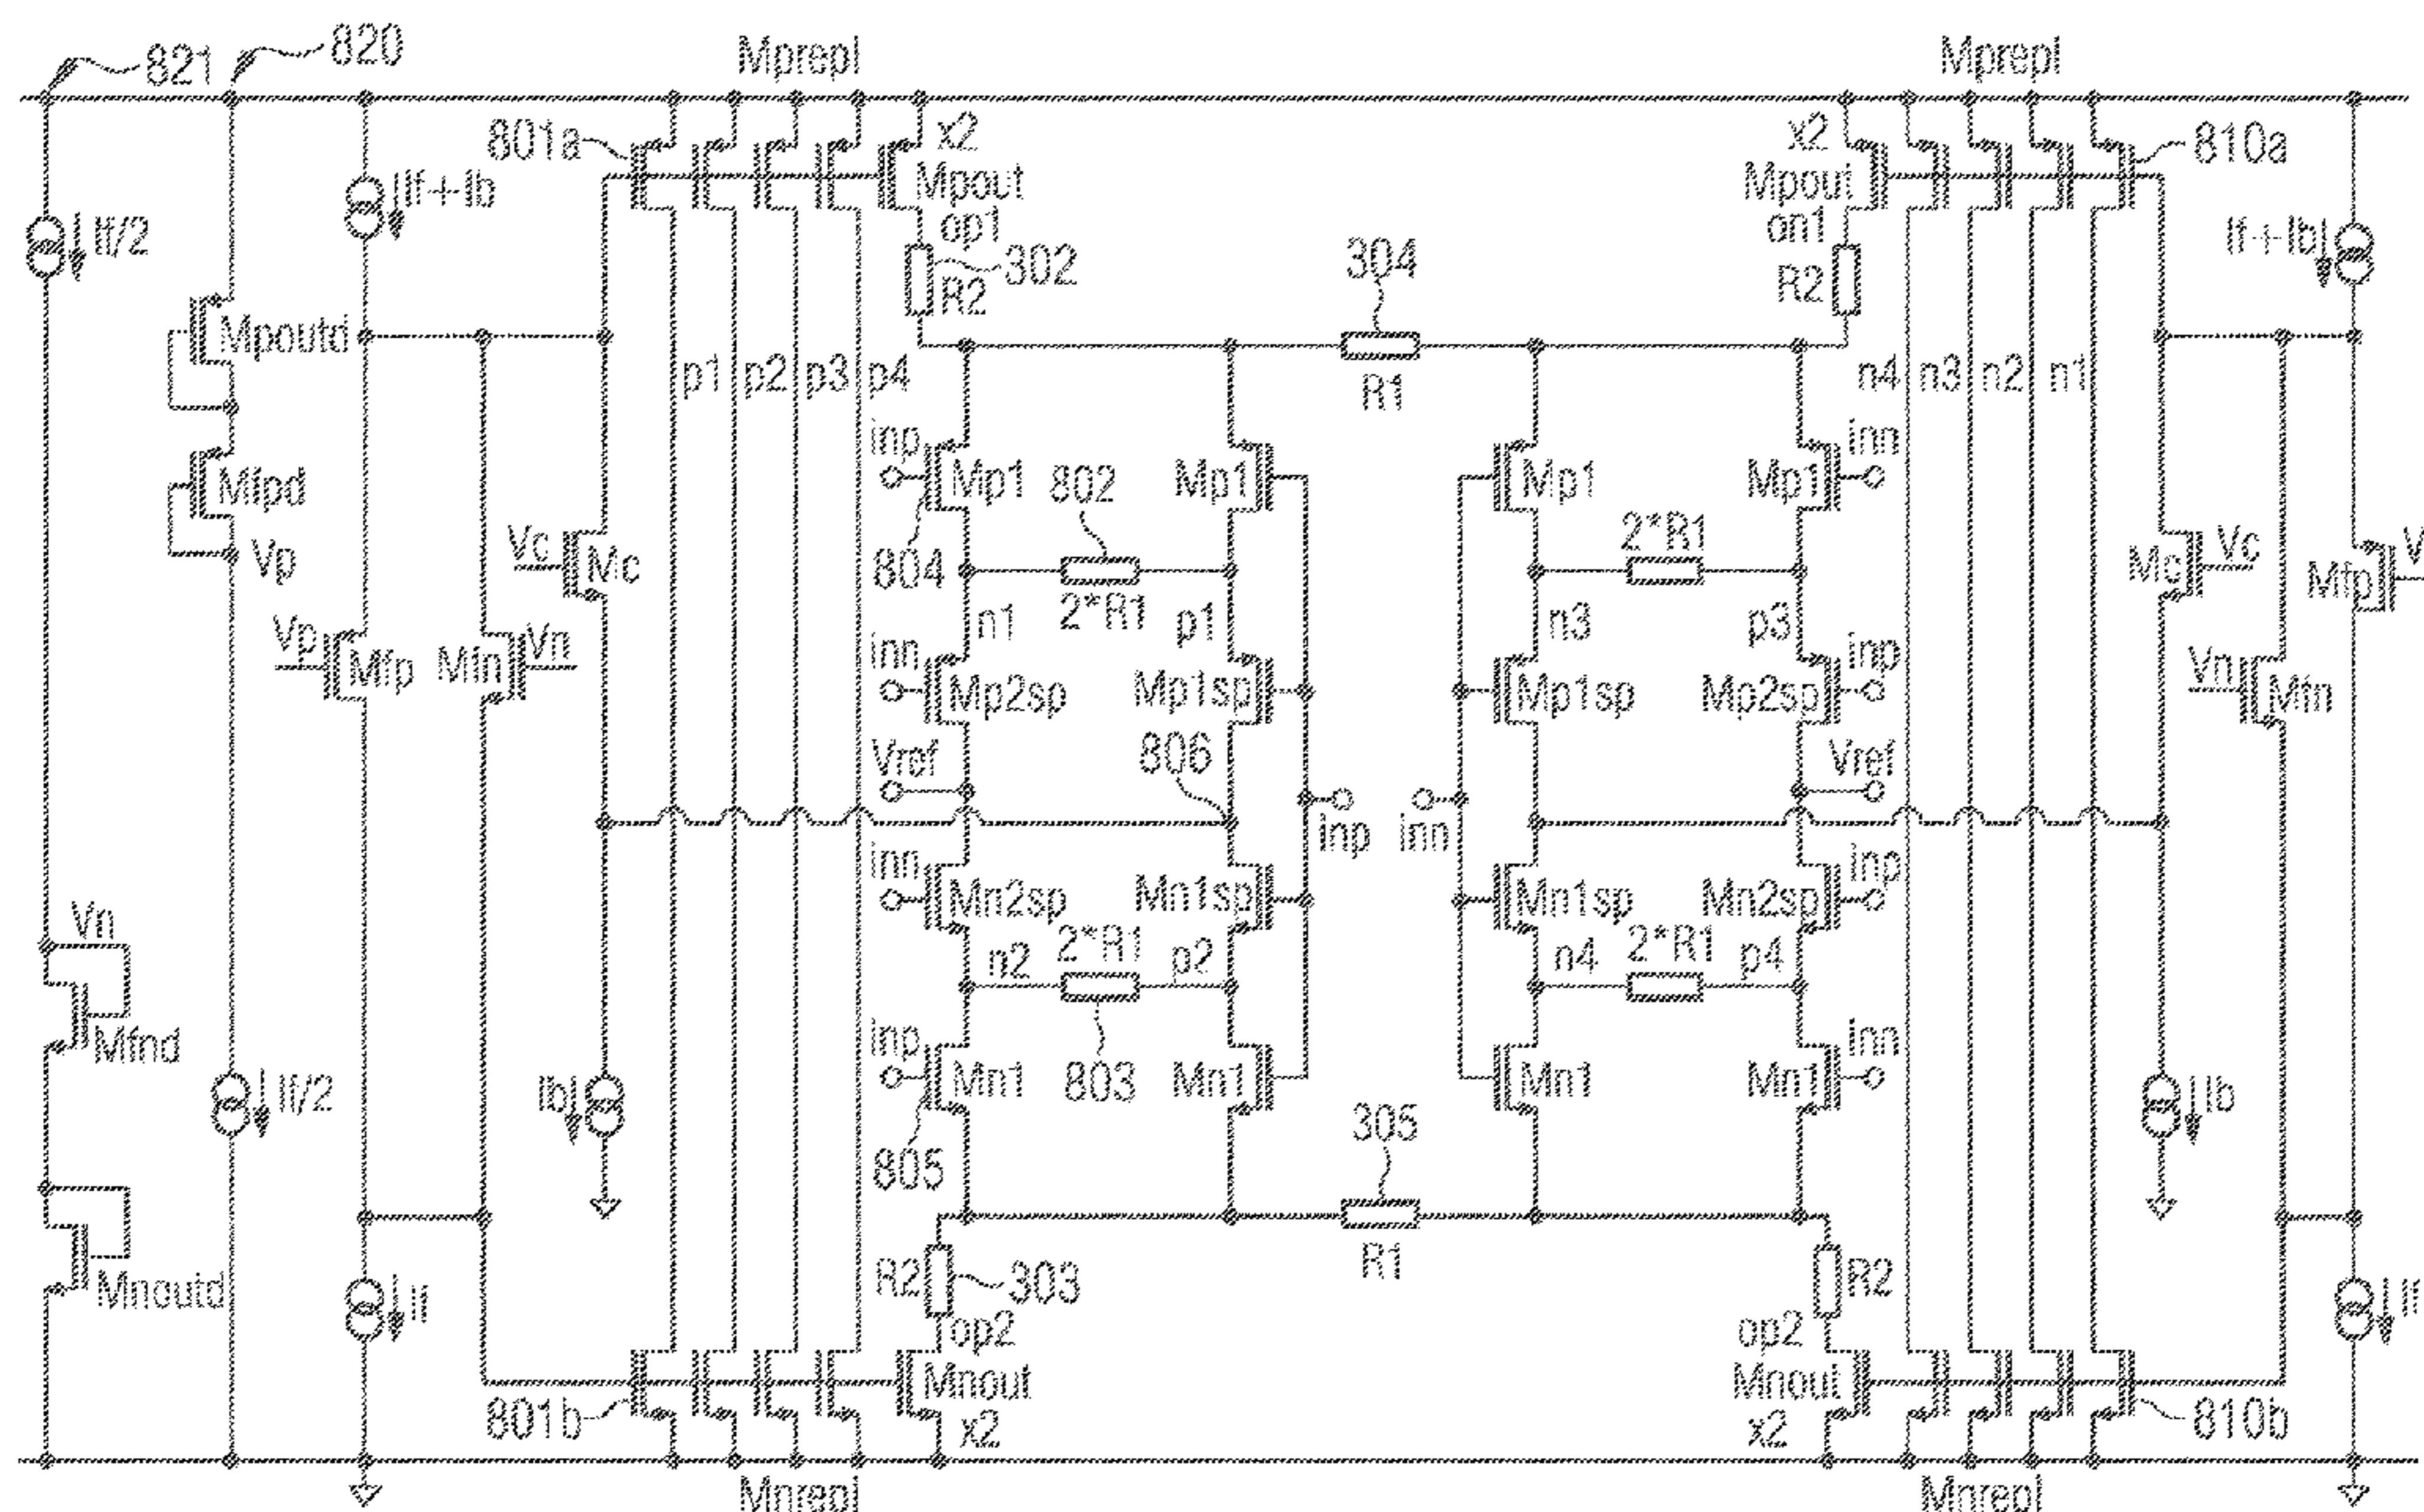 821
820
Mprepl
Mprepl
801a
x2
x2
810a
If+Ib
Mpout
Mpout
If/2
op1
on1
If+Ib
302
304
R2
R2
Mpoutd
p1
p2
p3
p4
R1
n4
n3
n2
n1
inp
inn
Mfpd
Mp1
802
Mp1
Mp1
Mp1
Vp
Vc
Mc
804
2*R1
2*R1
Mc
Vc
Mfp
V
n1
p1
n3
p3
Vp
Mfp
Mfn
Vn
inn
inp
Mp2sp
Mp1sp
Mp1sp
Mp2sp
Vn
Mfn
Vref
806
Vref
inp
inn
inn
inp
Mn2sp
Mn1sp
Mn1sp
Mn2sp
Vn
n2
2*R1
p2
n4
2*R1
p4
Mfnd
inp
inn
If/2
Ib
Mn1
803
Mn1
Mn1
Mn1
Ib
805
305
R2
303
R1
R2
Mnoutd
If
If
op2
op2
Mnout
Mnout
801b
x2
x2
810b
Mnrepl
Mnrepl